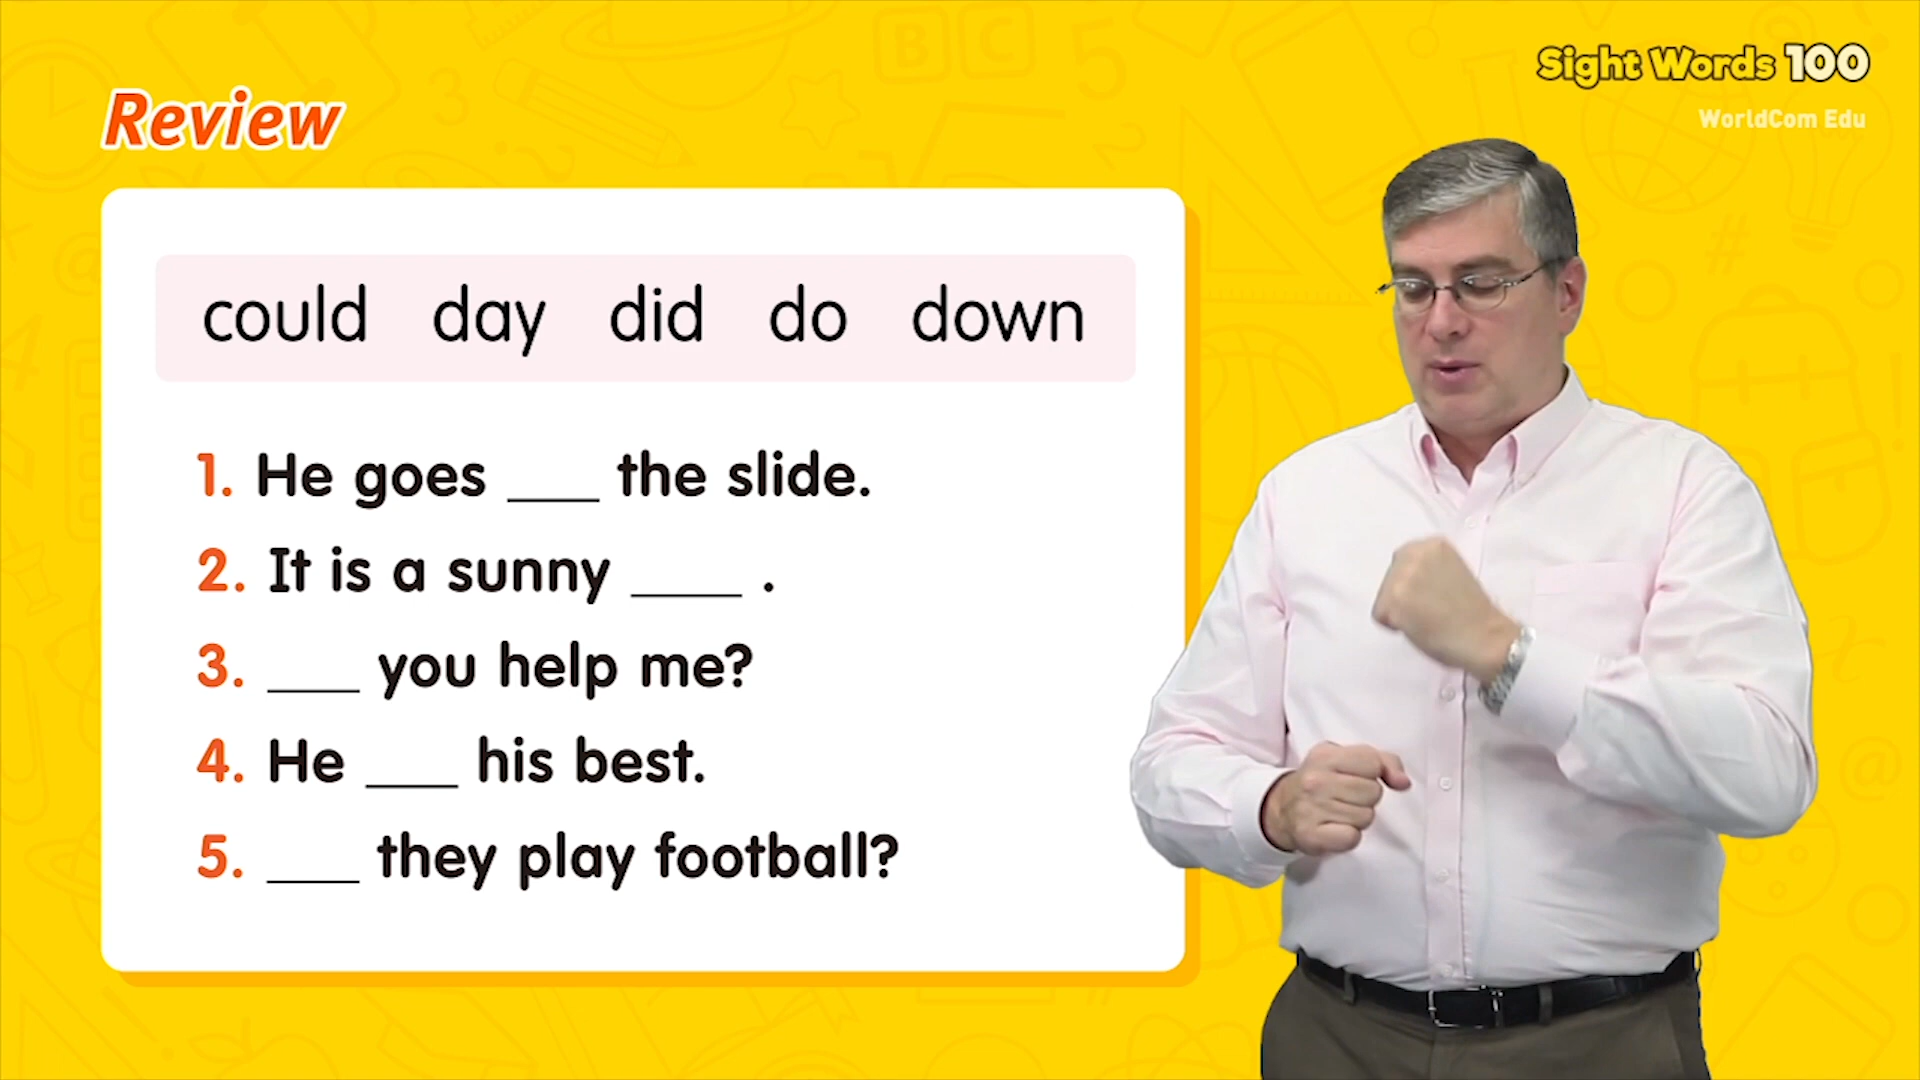 Sight Words 100
WorldCom Edu
Review
could day did do down
1. He goes ___ the slide.
2. It is a sunny ____ .
3. ___ you help me?
4. He ___ his best.
5. ___ they play football?